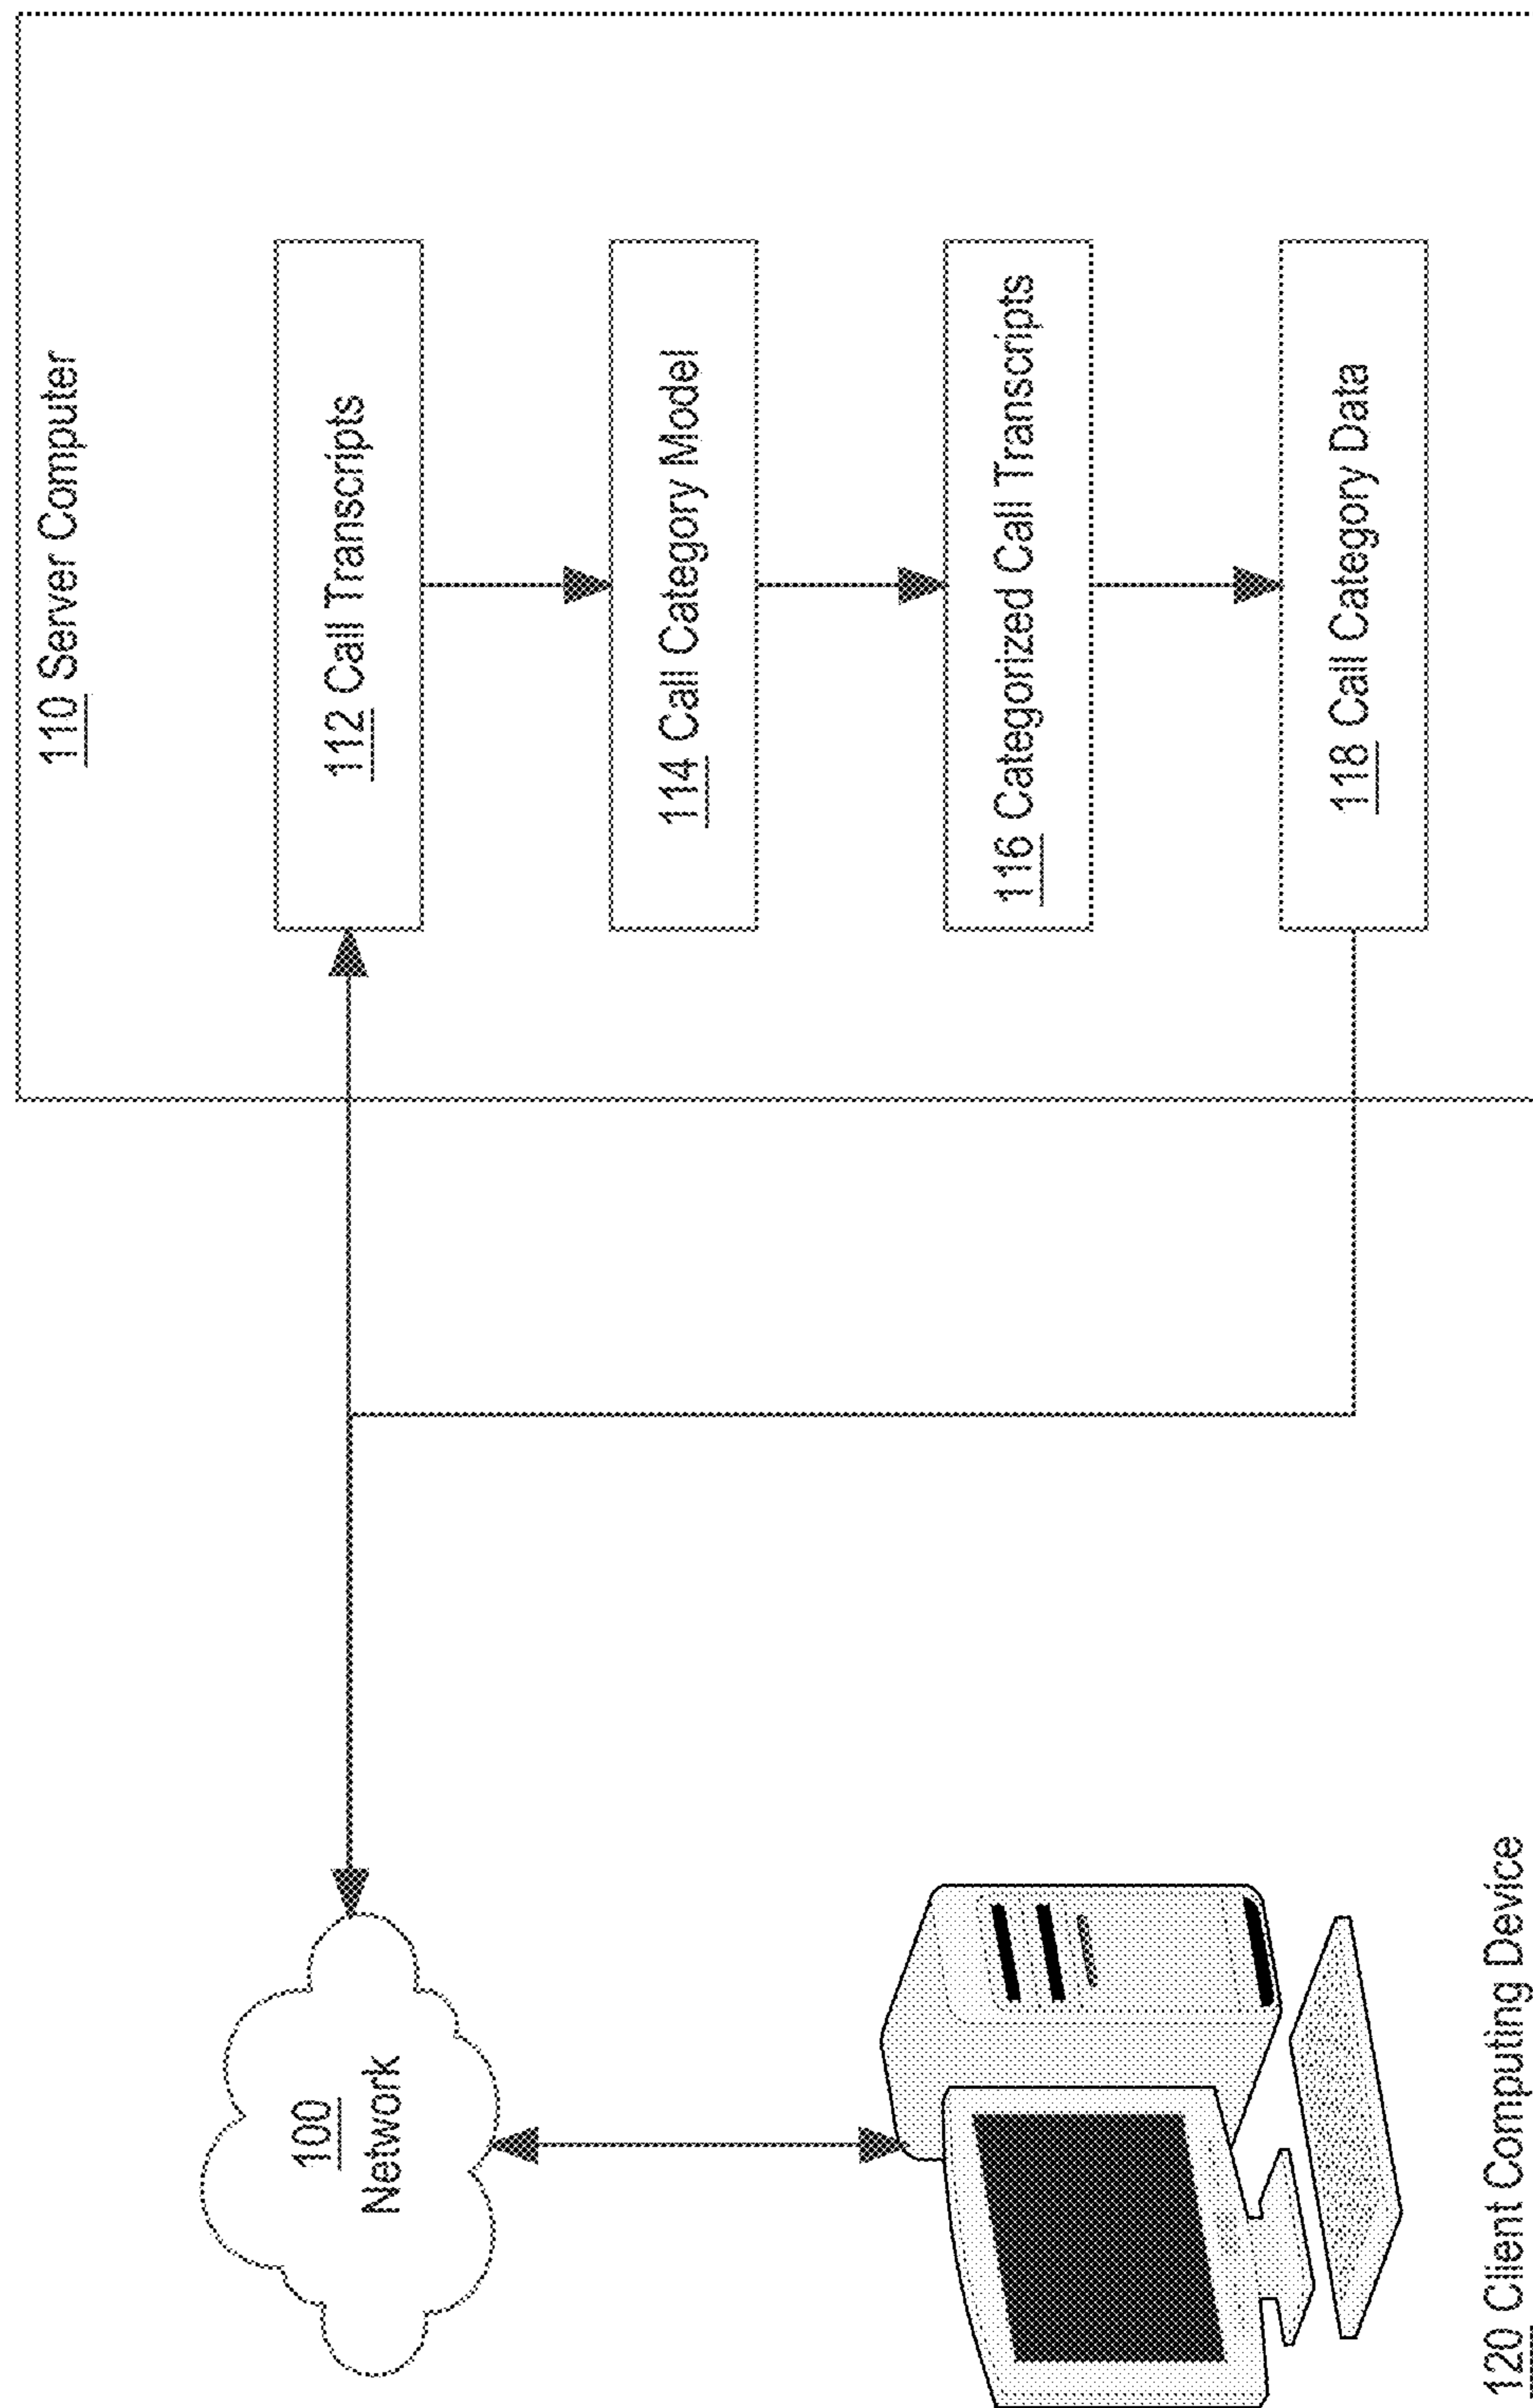 110 Server Computer
112 Call Transcripts
114 Call Category Model
116 Categorized Call Transcripts
118 Call Category Data
100
Network
120 Client Computing Device